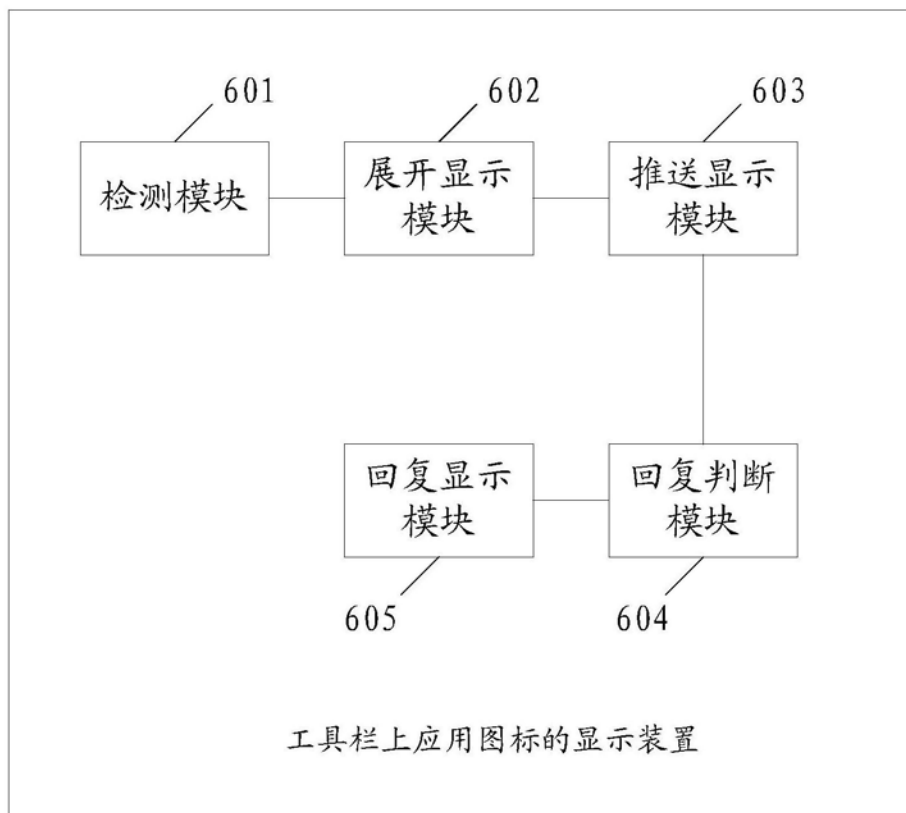 601
602
603
检测模块
展开显示
模块
推送显示
模块
回复显示
模块
回复判断
模块
605
604
工具栏上应用图标的显示装置